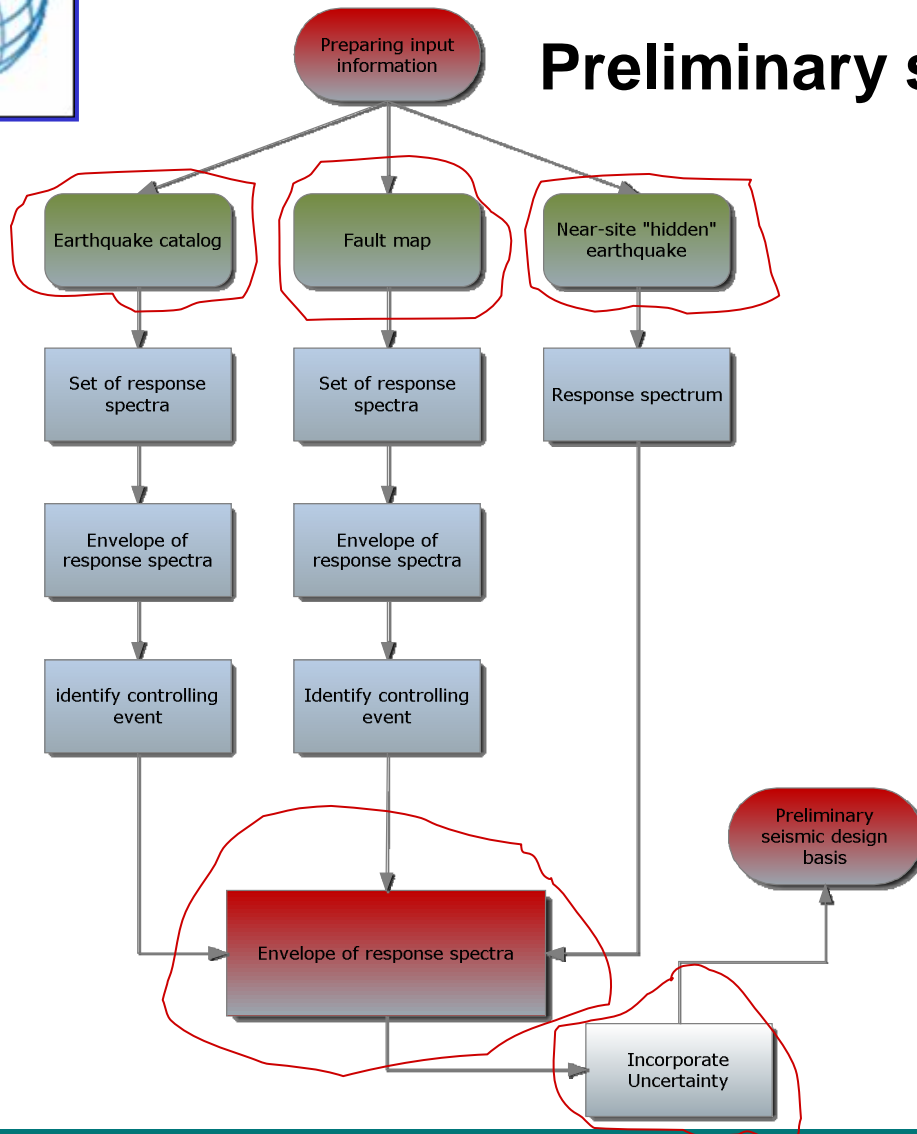 Preliminary s
Preparing input
information
Earthquake catalog
Fault map
Near-site "hidden"
earthquake
Set of response
spectra
Set of response
spectra
Response spectrum
Envelope of
response spectra
Envelope of
response spectra
identify controlling
event
Identify controlling
event
Preliminary
seismic design
basis
Envelope of response spectra
Incorporate
Uncertainty